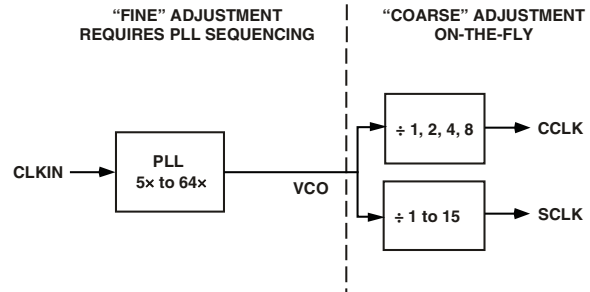 “FINE” ADJUSTMENT
REQUIRES PLL SEQUENCING
“COARSE” ADJUSTMENT
ON-THE-FLY
CLKIN
PLL
5× to 64×
VCO
÷ 1, 2, 4, 8
CCLK
÷ 1 to 15
SCLK